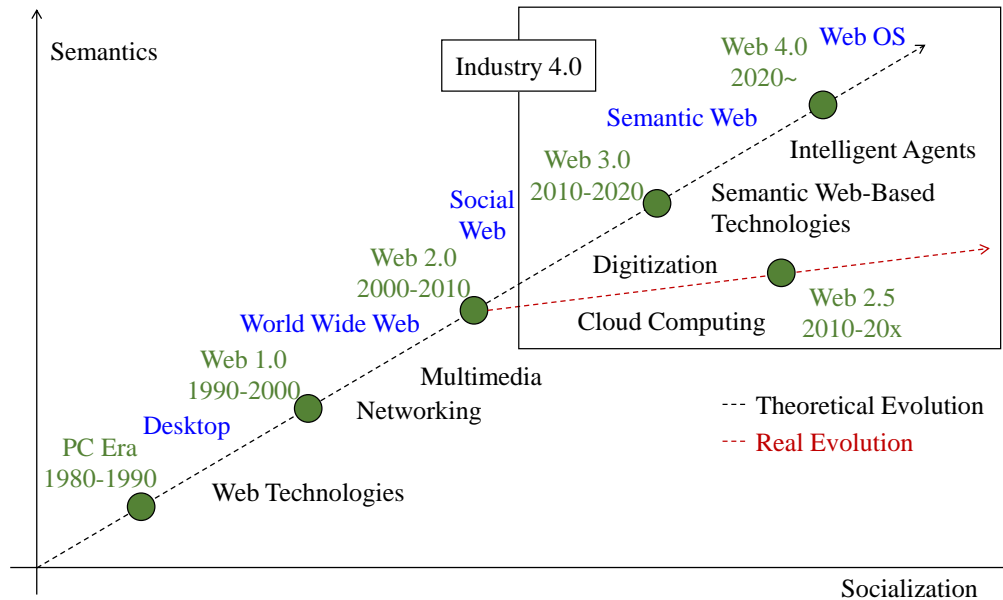 Semantics
Industry 4.0
Web OS
Web 4.0
2020~
Semantic Web
Intelligent Agents
Web 3.0
2010-2020
Semantic Web-Based
Technologies
Social
Web
Digitization
Web 2.0
2000-2010
Web 2.5
2010-20x
Cloud Computing
World Wide Web
Web 1.0
1990-2000
Multimedia
Networking
Desktop
PC Era
1980-1990
Web Technologies
Theoretical Evolution
Real Evolution
Socialization